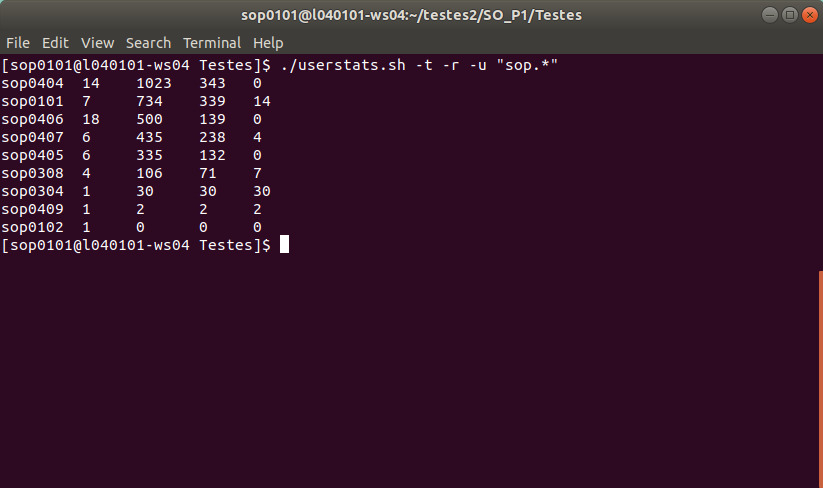 sop0101@l040101-ws04:~/testes2/SO_P1/Testes
File Edit View Search Terminal Help
[sop0101@l040101-ws04 Testes]$ ./userstats.sh -t -r -u "sop.*"
sop0404 14 1023 343 0
sop0101 7 734 339 14
sop0406 18 500 139 0
sop0407 6 435 238 4
sop0405 6 335 132 0
sop0308 4 106 71 7
sop0304 1 30 30 30
sop0409 1 2 2 2
sop0102 1 0 0 0
[sop0101@l040101-ws04 Testes]$